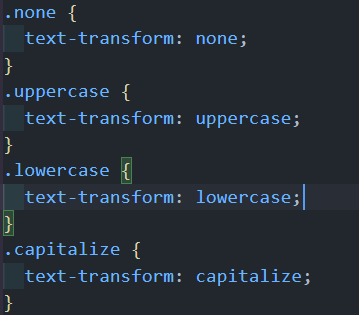 .none {
  text-transform: none;
}
.uppercase {
  text-transform: uppercase;
}
.lowercase {
  text-transform: lowercase;
}
.capitalize {
  text-transform: capitalize;
}